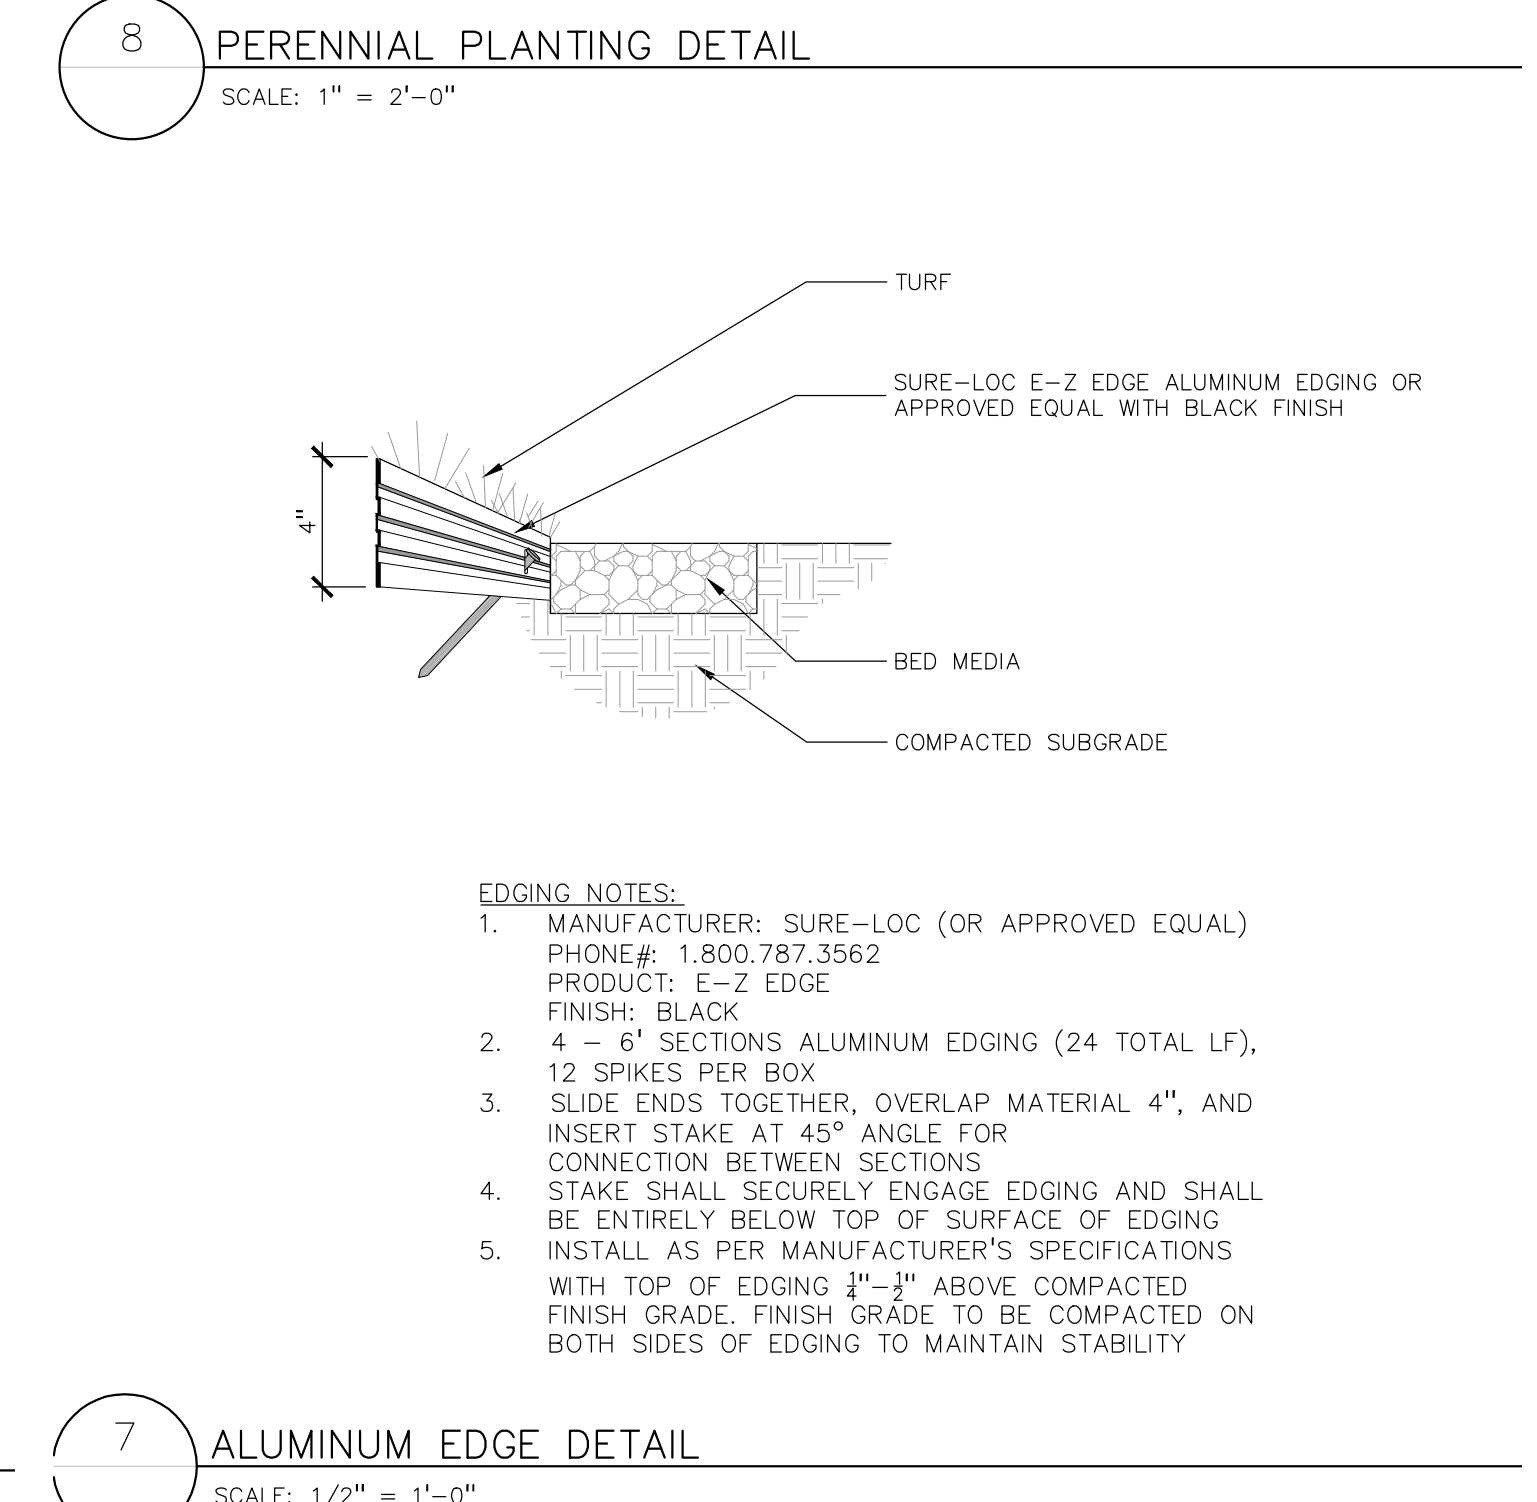 8
PERENNIAL PLANTING DETAIL
SCALE: 1" = 2'-0"
TURF
SURE-LOC E-Z EDGE ALUMINUM EDGING OR
APPROVED EQUAL WITH BLACK FINISH
4"
BED MEDIA
COMPACTED SUBGRADE
EDGING NOTES:
1. MANUFACTURER: SURE-LOC (OR APPROVED EQUAL)
PHONE#: 1.800.787.3562
PRODUCT: E-Z EDGE
FINISH: BLACK
2. 4 - 6' SECTIONS ALUMINUM EDGING (24 TOTAL LF),
12 SPIKES PER BOX
3. SLIDE ENDS TOGETHER, OVERLAP MATERIAL 4", AND
INSERT STAKE AT 45° ANGLE FOR
CONNECTION BETWEEN SECTIONS
4. STAKE SHALL SECURELY ENGAGE EDGING AND SHALL
BE ENTIRELY BELOW TOP OF SURFACE OF EDGING
5. INSTALL AS PER MANUFACTURER'S SPECIFICATIONS
WITH TOP OF EDGING 1/4"-1/2" ABOVE COMPACTED
FINISH GRADE. FINISH GRADE TO BE COMPACTED ON
BOTH SIDES OF EDGING TO MAINTAIN STABILITY
7
ALUMINUM EDGE DETAIL
SCALE: 1/2" = 1'-0"